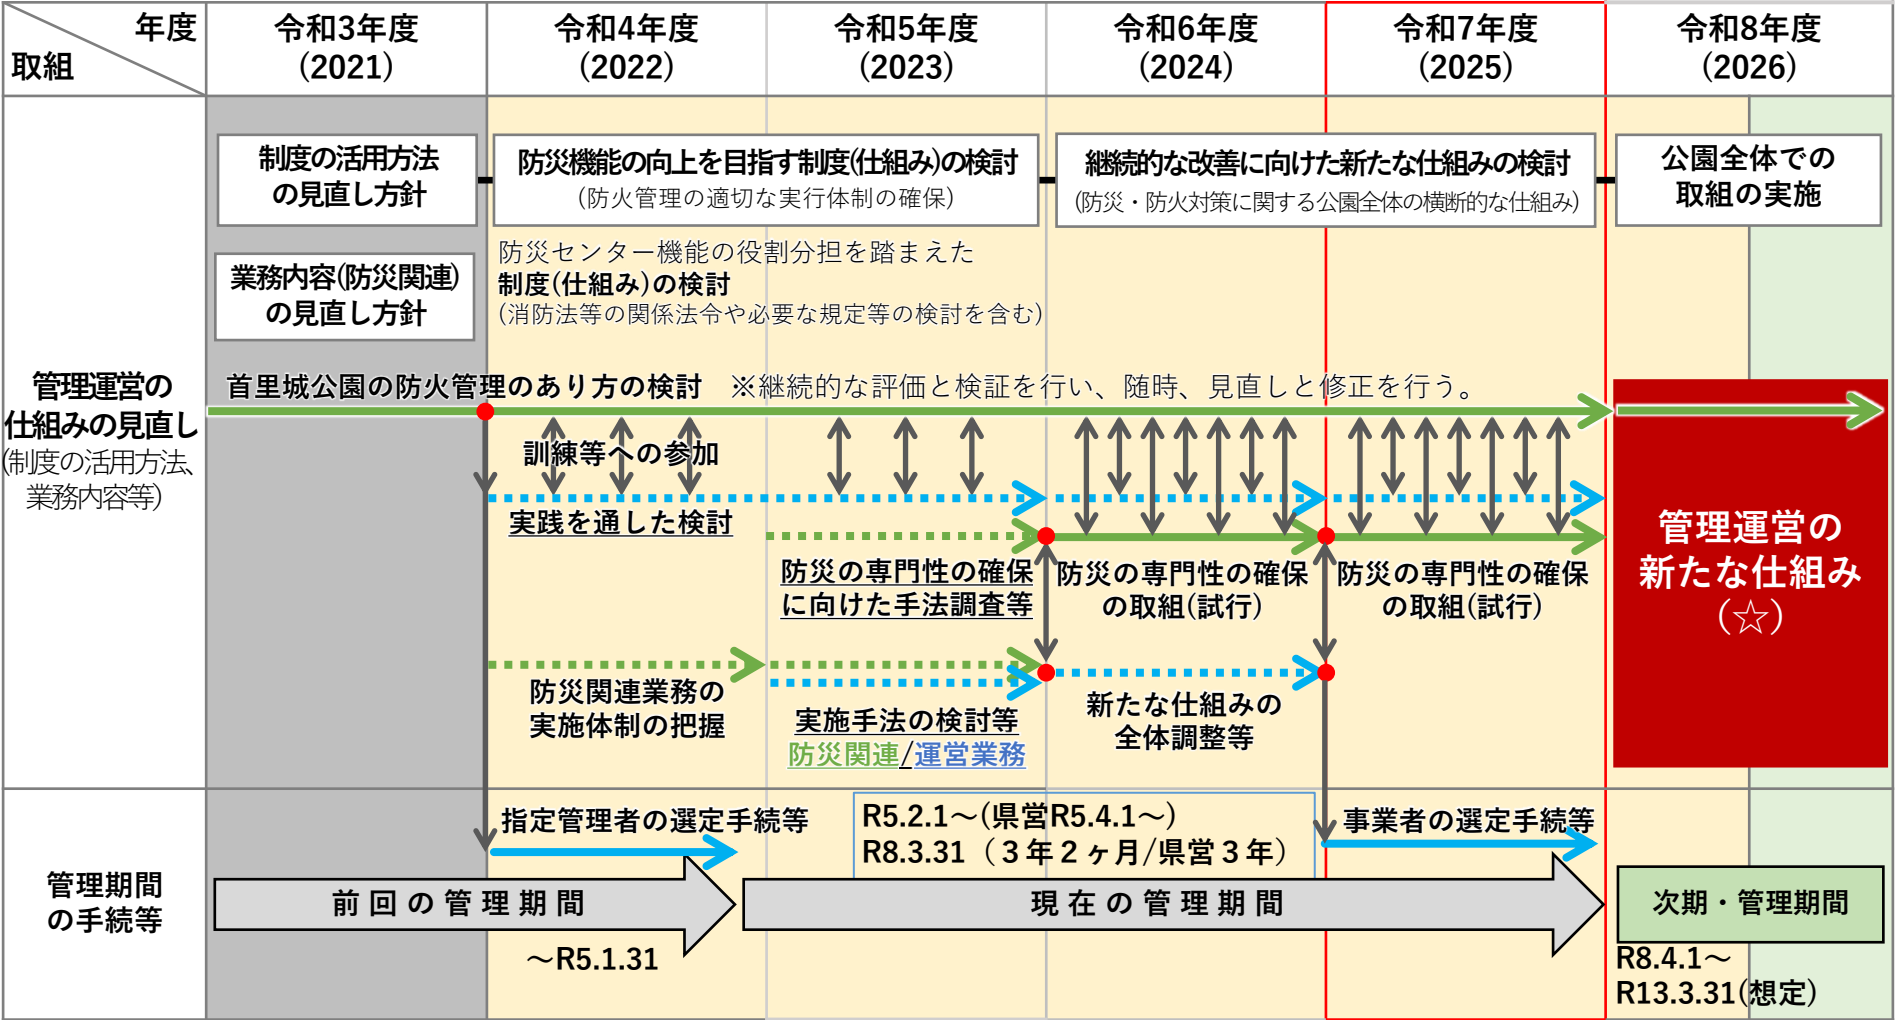 年度
取組
令和3年度
(2021)
令和4年度
(2022)
令和5年度
(2023)
令和6年度
(2024)
令和7年度
(2025)
令和8年度
(2026)
管理運営の
仕組みの見直し
(制度の活用方法、
業務内容等)
制度の活用方法
の見直し方針
防災機能の向上を目指す制度(仕組み)の検討
(防火管理の適切な実行体制の確保)
継続的な改善に向けた新たな仕組みの検討
(防災・防火対策に関する公園全体の横断的な仕組み)
公園全体での
取組の実施
業務内容(防災関連)
の見直し方針
防災センター機能の役割分担を踏まえた
制度(仕組み)の検討
(消防法等の関係法令や必要な規定等の検討を含む)
首里城公園の防火管理のあり方の検討 ※継続的な評価と検証を行い、随時、見直しと修正を行う。
訓練等への参加
実践を通した検討
防災の専門性の確保
に向けた手法調査等
防災の専門性の確保
の取組(試行)
防災の専門性の確保
の取組(試行)
管理運営の
新たな仕組み
(☆)
防災関連業務の
実施体制の把握
実施手法の検討等
防災関連/運営業務
新たな仕組みの
全体調整等
管理期間
の手続等
指定管理者の選定手続等
R5.2.1～(県営R5.4.1～)
R8.3.31（３年２ヶ月/県営３年）
事業者の選定手続等
前回の管理期間
現在の管理期間
次期・管理期間
～R5.1.31
R8.4.1～
R13.3.31(想定)